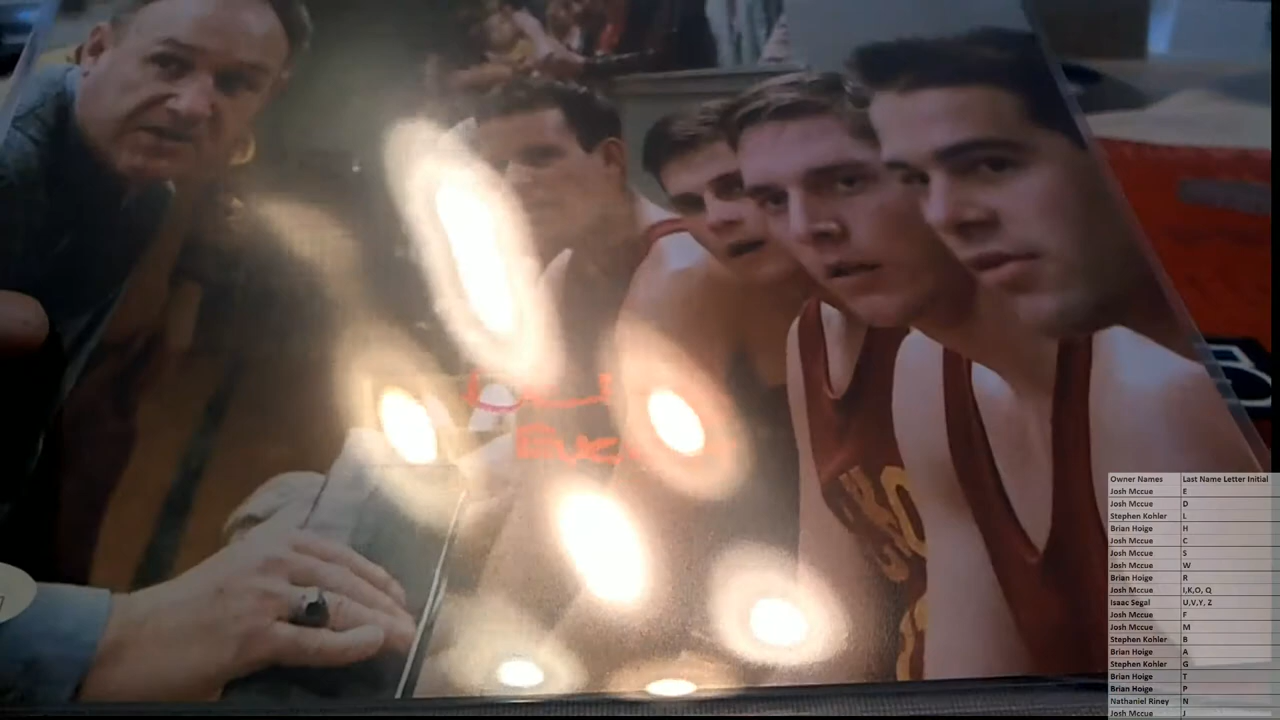 Owner Names Last Name Letter Initial
Josh Mccue E
Josh Mccue D
Stephen Kohler L
Brian Hoige H
Josh Mccue C
Josh Mccue S
Josh Mccue W
Brian Hoige R
Josh Mccue I,K,O, Q
Isaac Segal U,V,Y, Z
Josh Mccue F
Josh Mccue M
Stephen Kohler B
Brian Hoige A
Stephen Kohler G
Brian Hoige T
Brian Hoige P
Nathaniel Riney N
Josh Mccue J